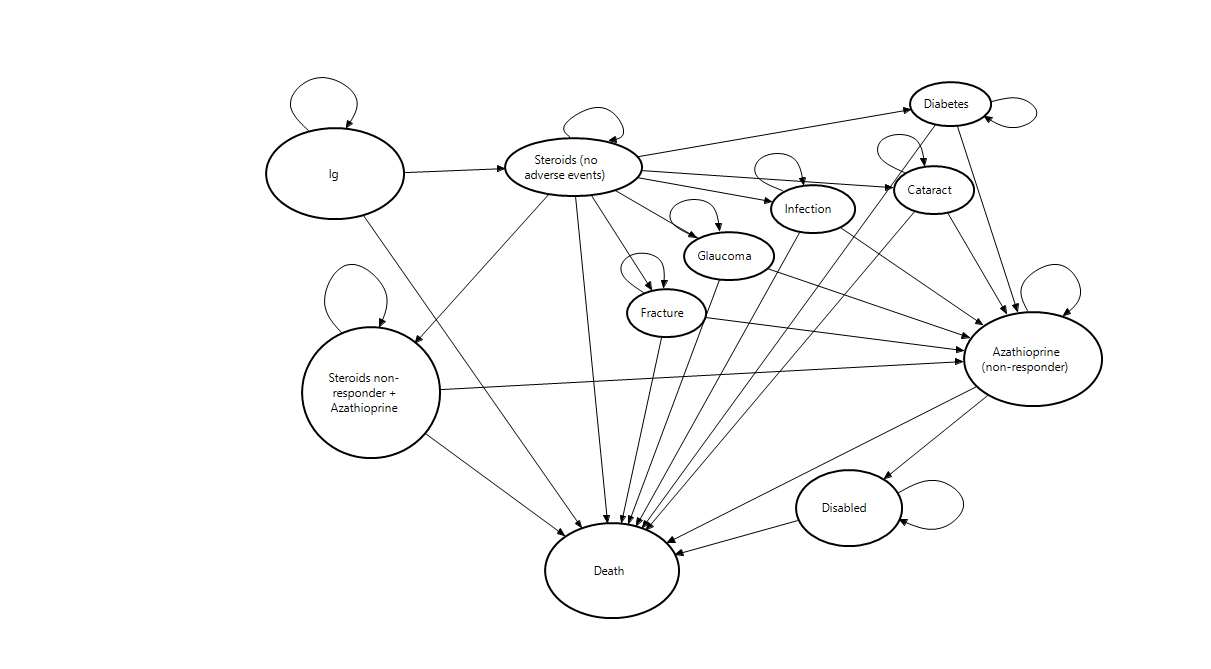 Diabetes
Ig
Steroids (no
adverse events)
Cataract
Infection
Glaucoma
Fracture
Azathioprine
(non-responder)
Steroids non-
responder +
Azathioprine
Disabled
Death